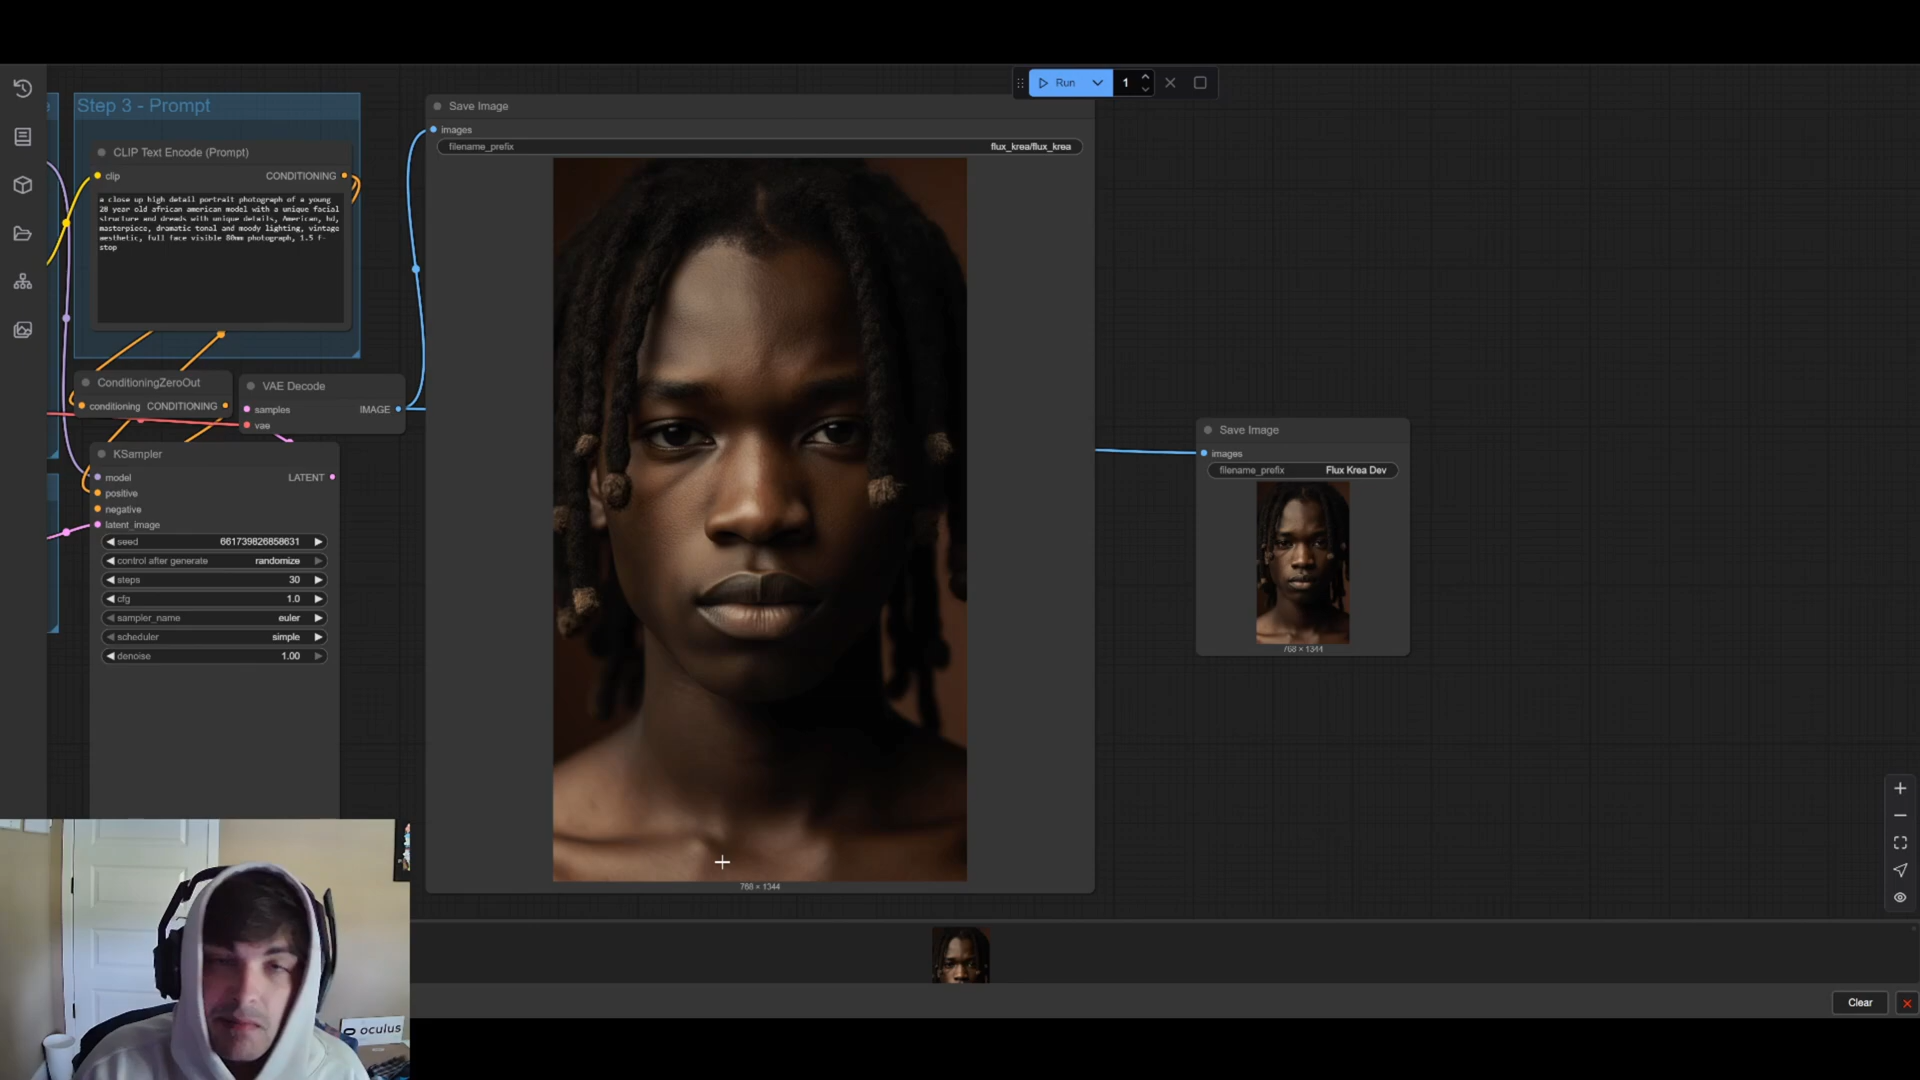 Run
1
Step 3 - Prompt
Save Image
images
filename_prefix
flux_krea/flux_krea
CLIP Text Encode (Prompt)
clip
CONDITIONING
a close up high detail portrait photograph of a young
20 year old african american model with a unique facial
structure and dreads with unique details, American, hd,
masterpiece, dramatic tonal and moody lighting, vintage
aesthetic, full face visible 80mm photograph, 1.5 f-
stop
ConditioningZeroOut
conditioning
CONDITIONING
VAE Decode
samples
IMAGE
vae
KSampler
model
LATENT
positive
negative
latent_image
seed
661739826858631
control after generate
randomize
steps
30
cfg
1.0
sampler_name
euler
scheduler
simple
denoise
1.00
768 × 1344
Save Image
images
filename_prefix
Flux Krea Dev
768 × 1344
oculus
Clear